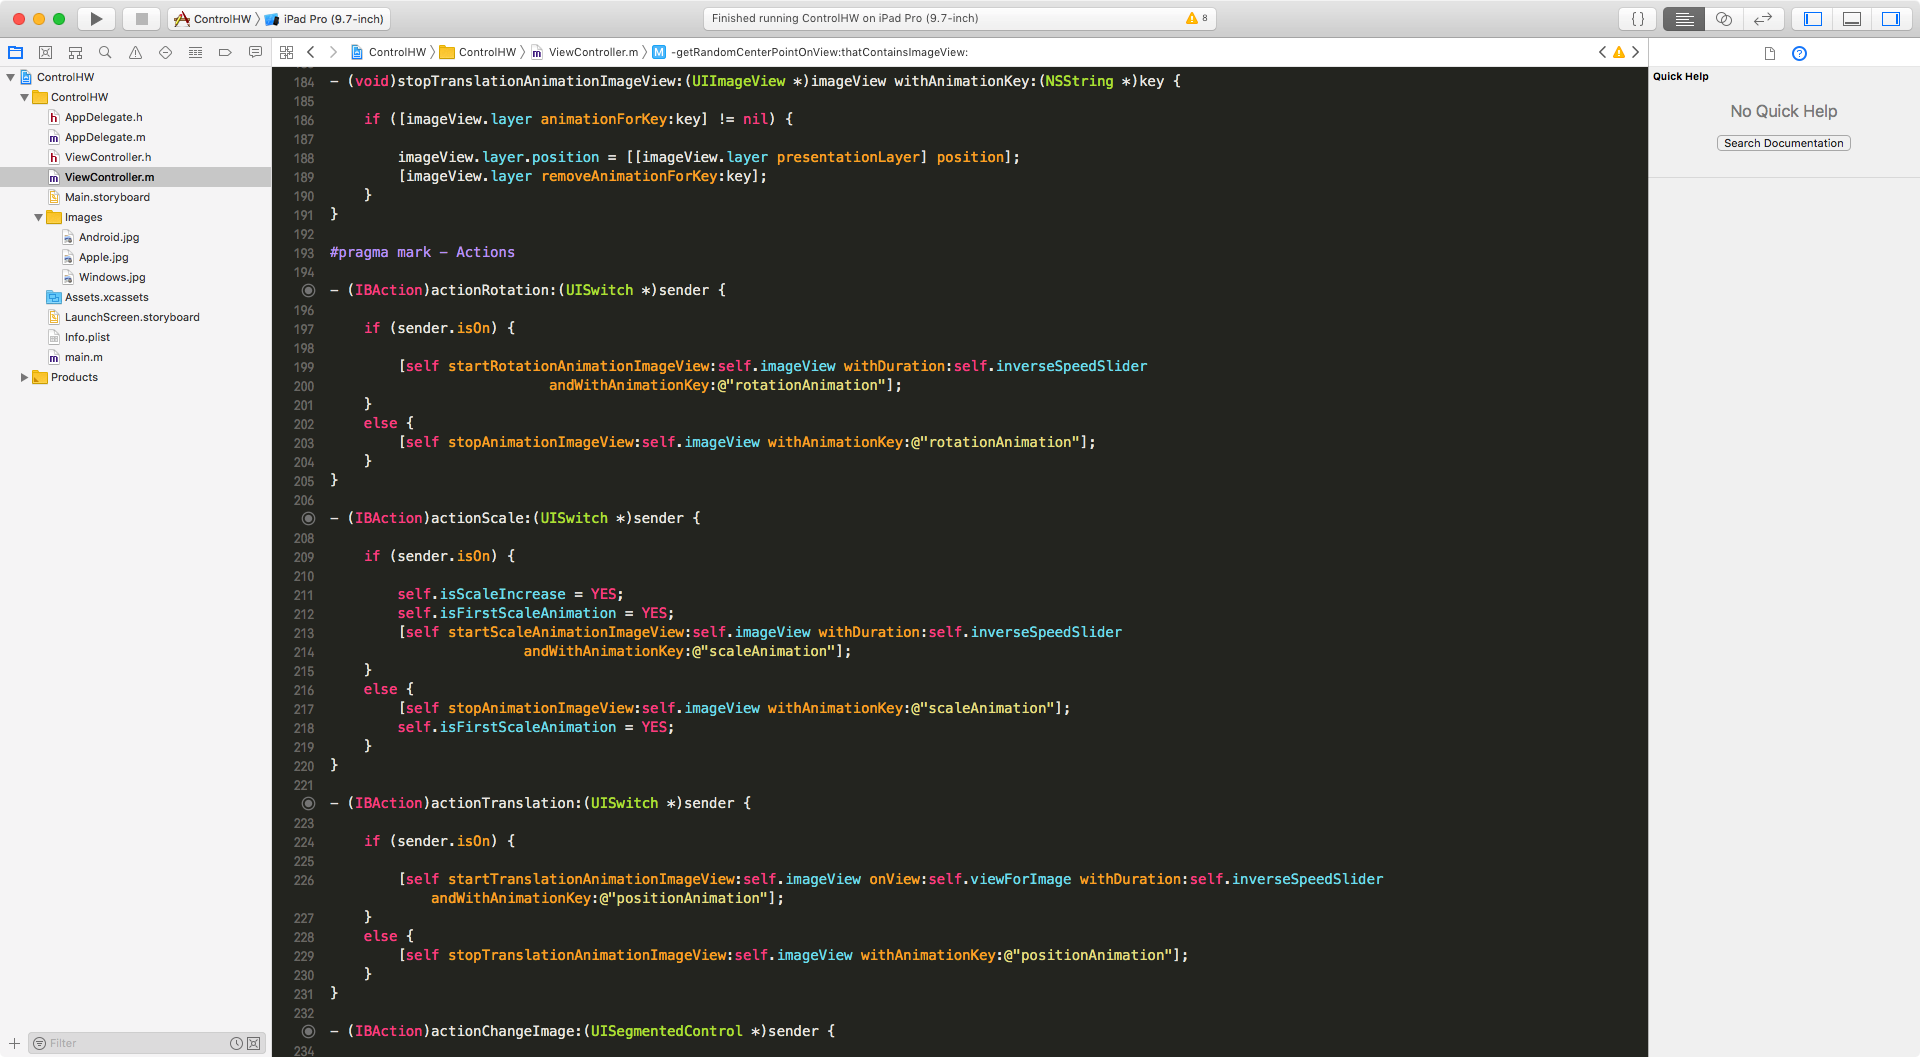 ControlHW 〉 iPad Pro (9.7-inch)
Finished running ControlHW on iPad Pro (9.7-inch)
8
{ }
ControlHW 〉 ControlHW 〉 m ViewController.m 〉 M -getRandomCenterPointOnView:thatContainsImageView:
ControlHW
ControlHW
h AppDelegate.h
m AppDelegate.m
h ViewController.h
m ViewController.m
Main.storyboard
Images
Android.jpg
Apple.jpg
Windows.jpg
Assets.xcassets
LaunchScreen.storyboard
Info.plist
m main.m
Products
Filter
184 - (void)stopTranslationAnimationImageView:(UIImageView *)imageView withAnimationKey:(NSString *)key {
185
186 if ([imageView.layer animationForKey:key] != nil) {
187
188 imageView.layer.position = [[imageView.layer presentationLayer] position];
189 [imageView.layer removeAnimationForKey:key];
190 }
191 }
192
193 #pragma mark - Actions
194
- (IBAction)actionRotation:(UISwitch *)sender {
196
197 if (sender.isOn) {
198
199 [self startRotationAnimationImageView:self.imageView withDuration:self.inverseSpeedSlider
200 andWithAnimationKey:@"rotationAnimation"];
201 }
202 else {
203 [self stopAnimationImageView:self.imageView withAnimationKey:@"rotationAnimation"];
204 }
205 }
206
- (IBAction)actionScale:(UISwitch *)sender {
208
209 if (sender.isOn) {
210
211 self.isScaleIncrease = YES;
212 self.isFirstScaleAnimation = YES;
213 [self startScaleAnimationImageView:self.imageView withDuration:self.inverseSpeedSlider
214 andWithAnimationKey:@"scaleAnimation"];
215 }
216 else {
217 [self stopAnimationImageView:self.imageView withAnimationKey:@"scaleAnimation"];
218 self.isFirstScaleAnimation = YES;
219 }
220 }
221
- (IBAction)actionTranslation:(UISwitch *)sender {
223
224 if (sender.isOn) {
225
226 [self startTranslationAnimationImageView:self.imageView onView:self.viewForImage withDuration:self.inverseSpeedSlider
andWithAnimationKey:@"positionAnimation"];
227 }
228 else {
229 [self stopTranslationAnimationImageView:self.imageView withAnimationKey:@"positionAnimation"];
230 }
231 }
232
- (IBAction)actionChangeImage:(UISegmentedControl *)sender {
234
Quick Help
No Quick Help
Search Documentation